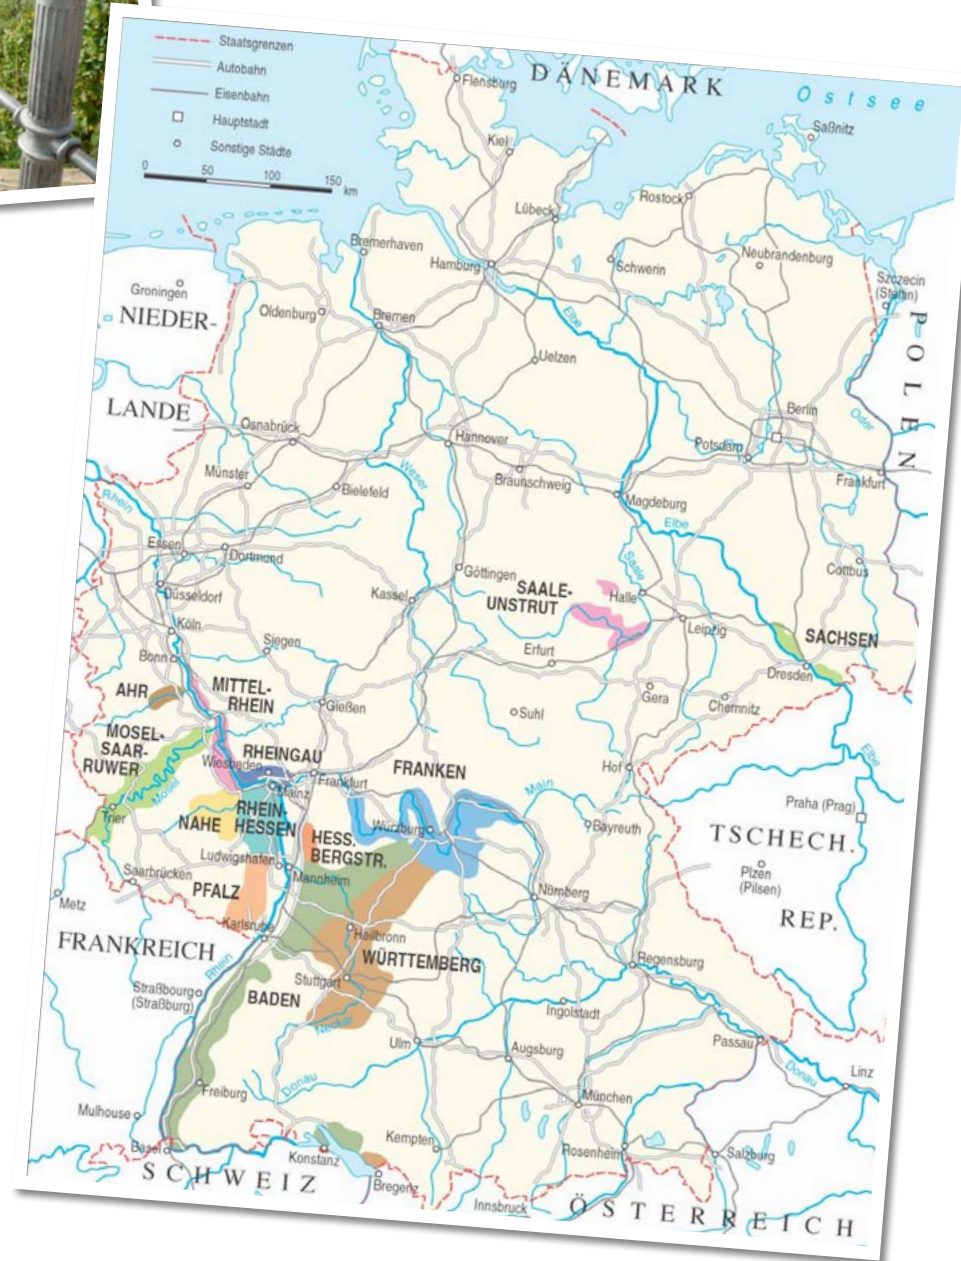 Staatsgrenzen
Autobahn
Eisenbahn
Hauptstadt
Sonstige Städte
0 50 100 150 km
DÄNEMARK
Ostsee
Flensburg
Saßnitz
Kiel
Rostock
Lübeck
Bremerhaven
Hamburg
Schwerin
Neubrandenburg
Szczecin
(Stettin)
Groningen
Oldenburg
Bremen
Elbe
NIEDER-
LANDE
POLEN
Uelzen
Berlin
Oder
Osnabrück
Hannover
Potsdam
Münster
Bielefeld
Weser
Braunschweig
Magdeburg
Frankfurt
Rhein
Elbe
Essen
Dortmund
Saale
Göttingen
Cottbus
Düsseldorf
Kassel
SAALE-
UNSTRUT
Halle
Leipzig
Köln
Siegen
Erfurt
SACHSEN
Bonn
Dresden
AHR
MITTEL-
RHEIN
Gießen
Suhl
Gera
Chemnitz
MOSEL-
SAAR-
RUWER
Mosel
Wiesbaden
RHEINGAU
Frankfurt
FRANKEN
Hof
Elbe
Mainz
Main
Praha (Prag)
Trier
NAHE
RHEIN-
HESSEN
HESS.
BERGSTR.
Würzburg
Bayreuth
TSCHECH.
REP.
Plzen
(Pilsen)
Ludwigshafen
Mannheim
Saarbrücken
PFALZ
Nürnberg
Metz
Karlsruhe
Heilbronn
FRANKREICH
Rhein
WÜRTTEMBERG
Regensburg
Straßbourg
(Straßburg)
BADEN
Stuttgart
Neckar
Ingolstadt
Ulm
Augsburg
Passau
Donau
Linz
Freiburg
Donau
München
Mulhouse
Basel
Konstanz
Kempten
Rosenheim
Salzburg
SCHWEIZ
Bregenz
Innsbruck
ÖSTERREICH